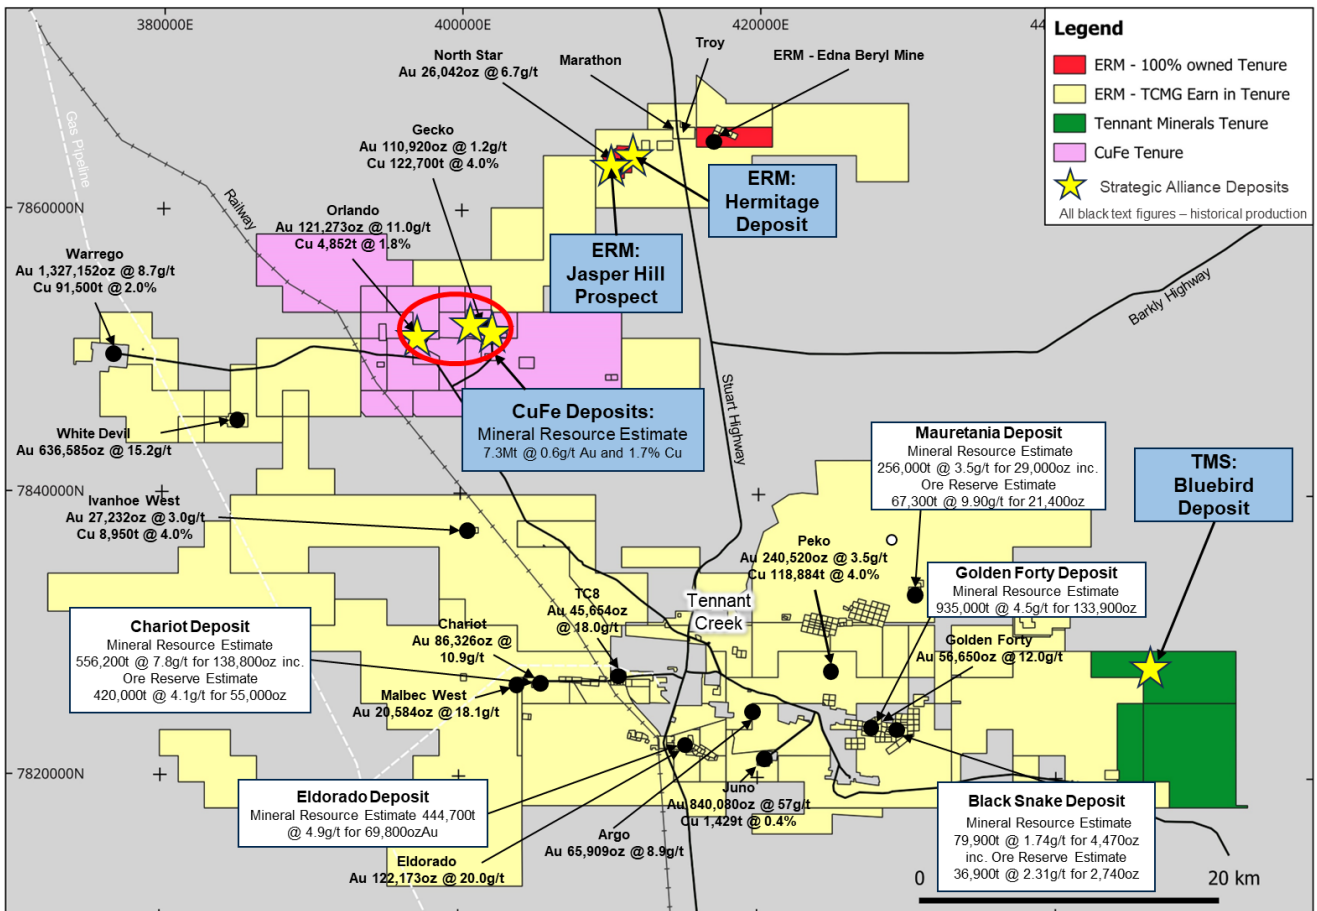 380000E
400000E
420000E
44
Legend
ERM - 100% owned Tenure
ERM - TCMG Earn in Tenure
Tennant Minerals Tenure
CuFe Tenure
Strategic Alliance Deposits
All black text figures – historical production
North Star
Au 26,042oz @ 6.7g/t
Marathon
Troy
ERM - Edna Beryl Mine
Gas Pipeline
Gecko
Au 110,920oz @ 1.2g/t
Cu 122,700t @ 4.0%
ERM:
Hermitage
Deposit
7860000N
Railway
Orlando
Au 121,273oz @ 11.0g/t
Cu 4,852t @ 1.8%
ERM:
Jasper Hill
Prospect
Warrego
Au 1,327,152oz @ 8.7g/t
Cu 91,500t @ 2.0%
Barkly Highway
Stuart Highway
CuFe Deposits:
Mineral Resource Estimate
7.3Mt @ 0.6g/t Au and 1.7% Cu
White Devil
Au 636,585oz @ 15.2g/t
Mauretania Deposit
Mineral Resource Estimate
256,000t @ 3.5g/t for 29,000oz inc.
Ore Reserve Estimate
67,300t @ 9.90g/t for 21,400oz
TMS:
Bluebird
Deposit
7840000N
Ivanhoe West
Au 27,232oz @ 3.0g/t
Cu 8,950t @ 4.0%
Peko
Au 240,520oz @ 3.5g/t
Cu 118,884t @ 4.0%
Golden Forty Deposit
Mineral Resource Estimate
935,000t @ 4.5g/t for 133,900oz
TC8
Au 45,654oz
@ 18.0g/t
Tennant
Creek
Chariot Deposit
Mineral Resource Estimate
556,200t @ 7.8g/t for 138,800oz inc.
Ore Reserve Estimate
420,000t @ 4.1g/t for 55,000oz
Chariot
Au 86,326oz @
10.9g/t
Golden Forty
Au 56,650oz @ 12.0g/t
Malbec West
Au 20,584oz @ 18.1g/t
7820000N
Eldorado Deposit
Mineral Resource Estimate 444,700t
@ 4.9g/t for 69,800ozAu
Juno
Au 840,080oz @ 57g/t
Cu 1,429t @ 0.4%
Black Snake Deposit
Mineral Resource Estimate
79,900t @ 1.74g/t for 4,470oz
inc. Ore Reserve Estimate
36,900t @ 2.31g/t for 2,740oz
Argo
Au 65,909oz @ 8.9g/t
Eldorado
Au 122,173oz @ 20.0g/t
0
20 km